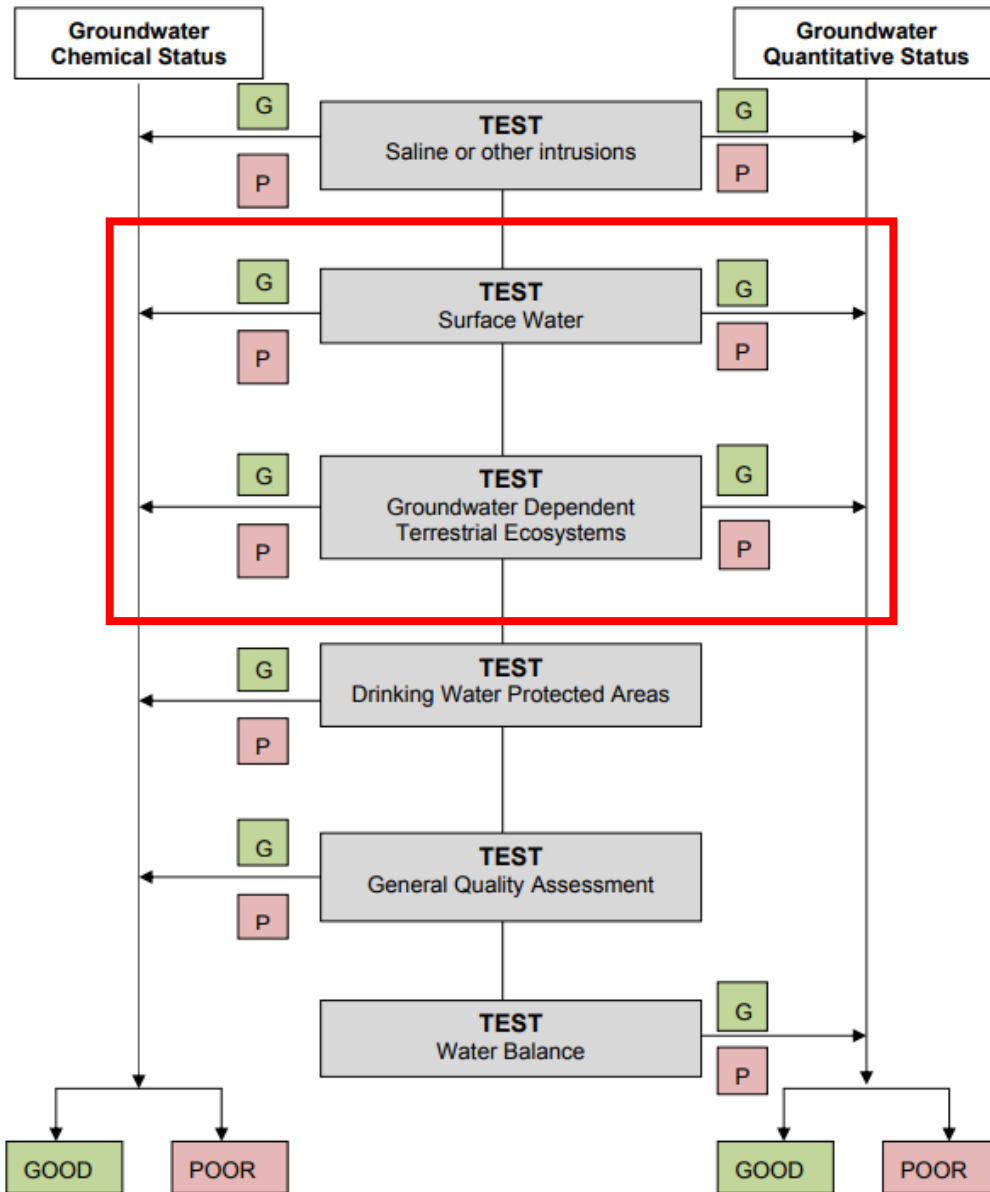 Groundwater
Chemical Status
Groundwater
Quantitative Status
G
P
TEST
Saline or other intrusions
G
P
G
P
TEST
Surface Water
G
P
G
P
TEST
Groundwater Dependent
Terrestrial Ecosystems
G
P
G
P
TEST
Drinking Water Protected Areas
G
P
TEST
General Quality Assessment
TEST
Water Balance
G
P
GOOD
POOR
GOOD
POOR